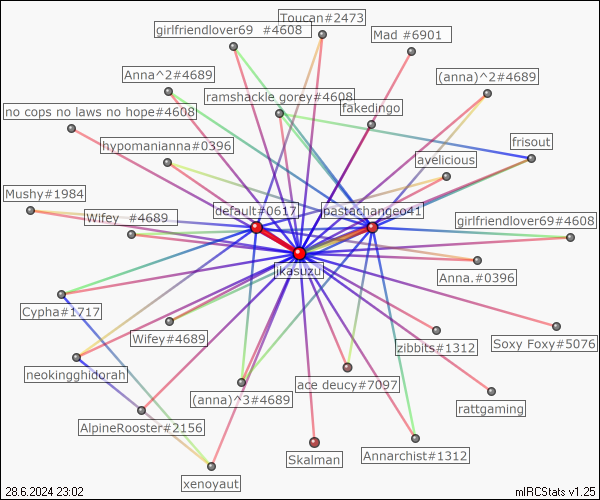 Toucan#2473
girlfriendlover69 #4608
Mad #6901
Anna^2#4689
(anna)^2#4689
ramshackle gorey#4608
no cops no laws no hope#4608
fakedingo
frisout
hypomanianna#0396
avelicious
Mushy#1984
Wifey #4689
default#0617
pastachangeo41
girlfriendlover69#4608
jkasuzu
Anna.#0396
Cypha#1717
Wifey#4689
zibbits#1312
Soxy Foxy#5076
neokingghidorah
ace deucy#7097
(anna)^3#4689
rattgaming
AlpineRooster#2156
Skalman
Annarchist#1312
xenoyaut
28.6.2024 23:02
mIRCStats v1.25